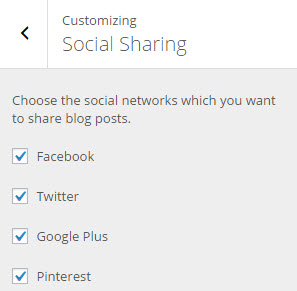 Customizing
Social Sharing
Choose the social networks which you want
to share blog posts.
Facebook
Twitter
Google Plus
Pinterest